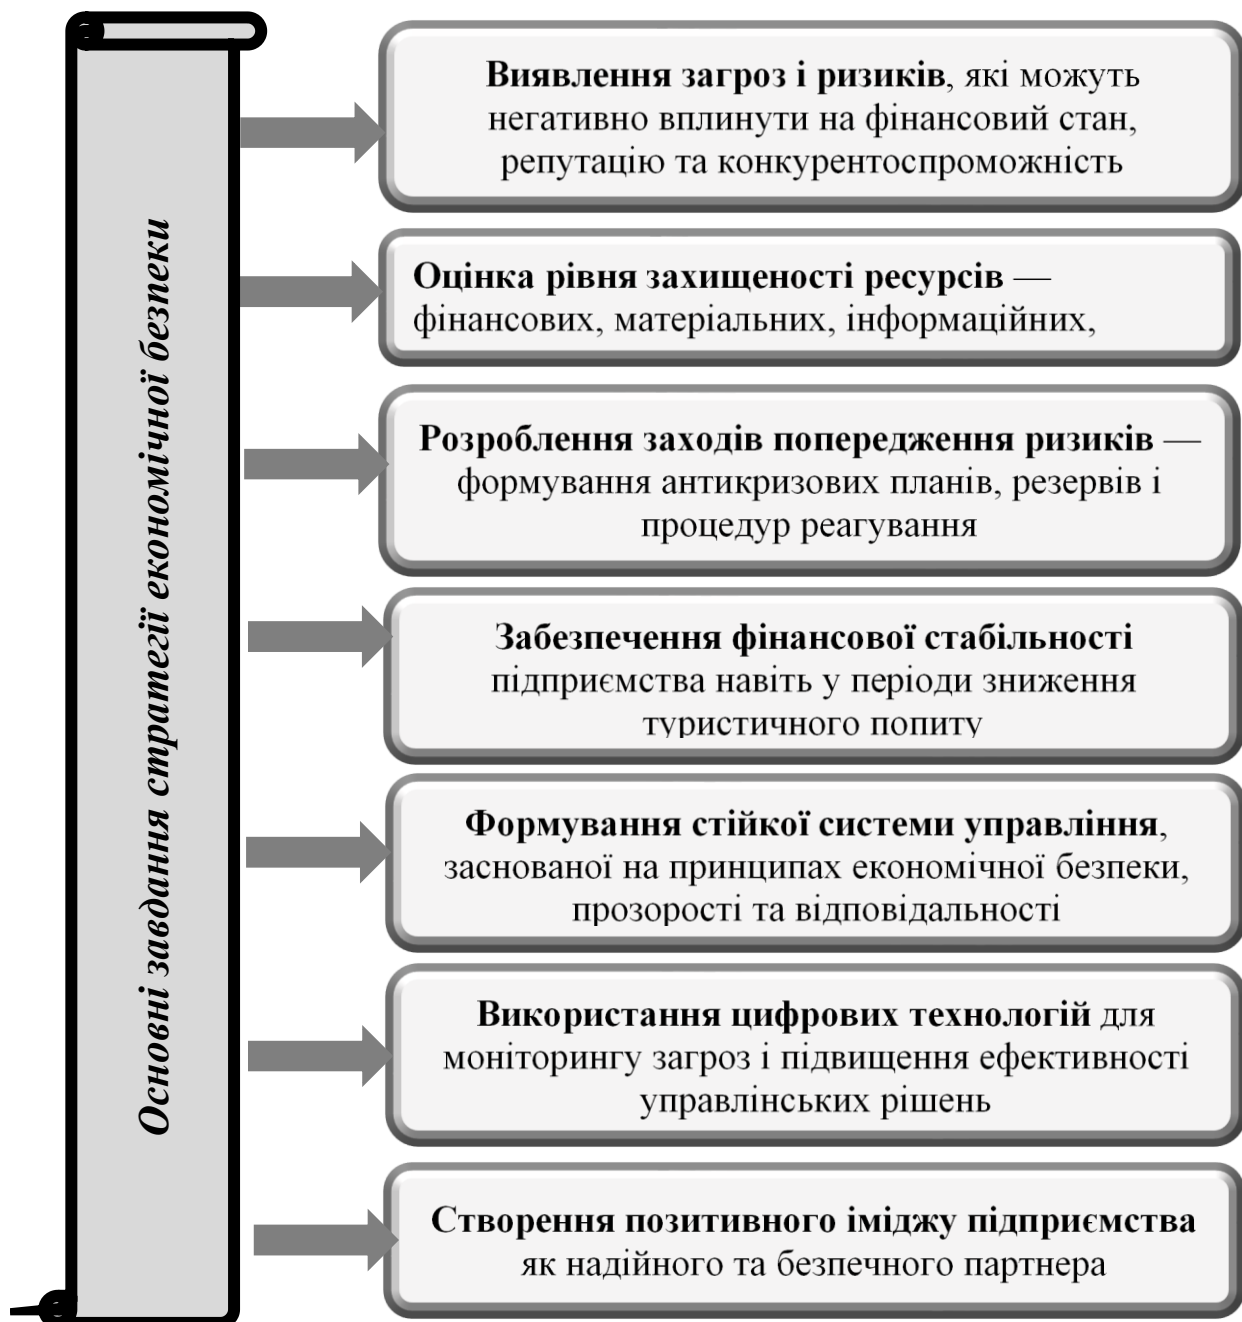 Основні завдання стратегії економічної безпеки
Виявлення загроз і ризиків, які можуть
негативно вплинути на фінансовий стан,
репутацію та конкурентоспроможність
Оцінка рівня захищеності ресурсів —
фінансових, матеріальних, інформаційних,
Розроблення заходів попередження ризиків —
формування антикризових планів, резервів і
процедур реагування
Забезпечення фінансової стабільності
підприємства навіть у періоди зниження
туристичного попиту
Формування стійкої системи управління,
заснованої на принципах економічної безпеки,
прозорості та відповідальності
Використання цифрових технологій для
моніторингу загроз і підвищення ефективності
управлінських рішень
Створення позитивного іміджу підприємства
як надійного та безпечного партнера